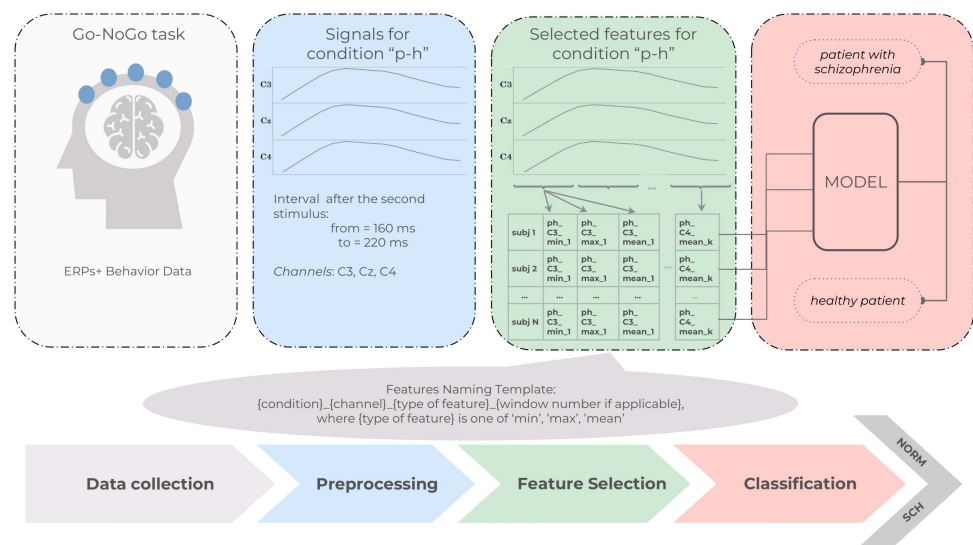 Go-NoGo task
ERPs+ Behavior Data
Signals for
condition “p-h”
C3
Cz
C4
Interval after the second
stimulus:
from = 160 ms
to = 220 ms
Channels: C3, Cz, C4
Selected features for
condition “p-h”
C3
Cz
C4
...
subj 1
ph_
C3_
min_1
ph_
C3_
max_1
ph_
C3_
mean_1
ph_
C4_
mean_k
subj 2
ph_
C3_
min_1
ph_
C3_
max_1
ph_
C3_
mean_1
...
ph_
C4_
mean_k
... ... ... ... ...
subj N
ph_
C3_
min_1
ph_
C3_
max_1
ph_
C3_
mean_1
ph_
C4_
mean_k
patient with
schizophrenia
MODEL
healthy patient
Features Naming Template:
{condition}_{channel}_{type of feature}_{window number if applicable},
where {type of feature} is one of ‘min’, ’max’, ’mean’
Data collection
Preprocessing
Feature Selection
Classification
NORM
SCH